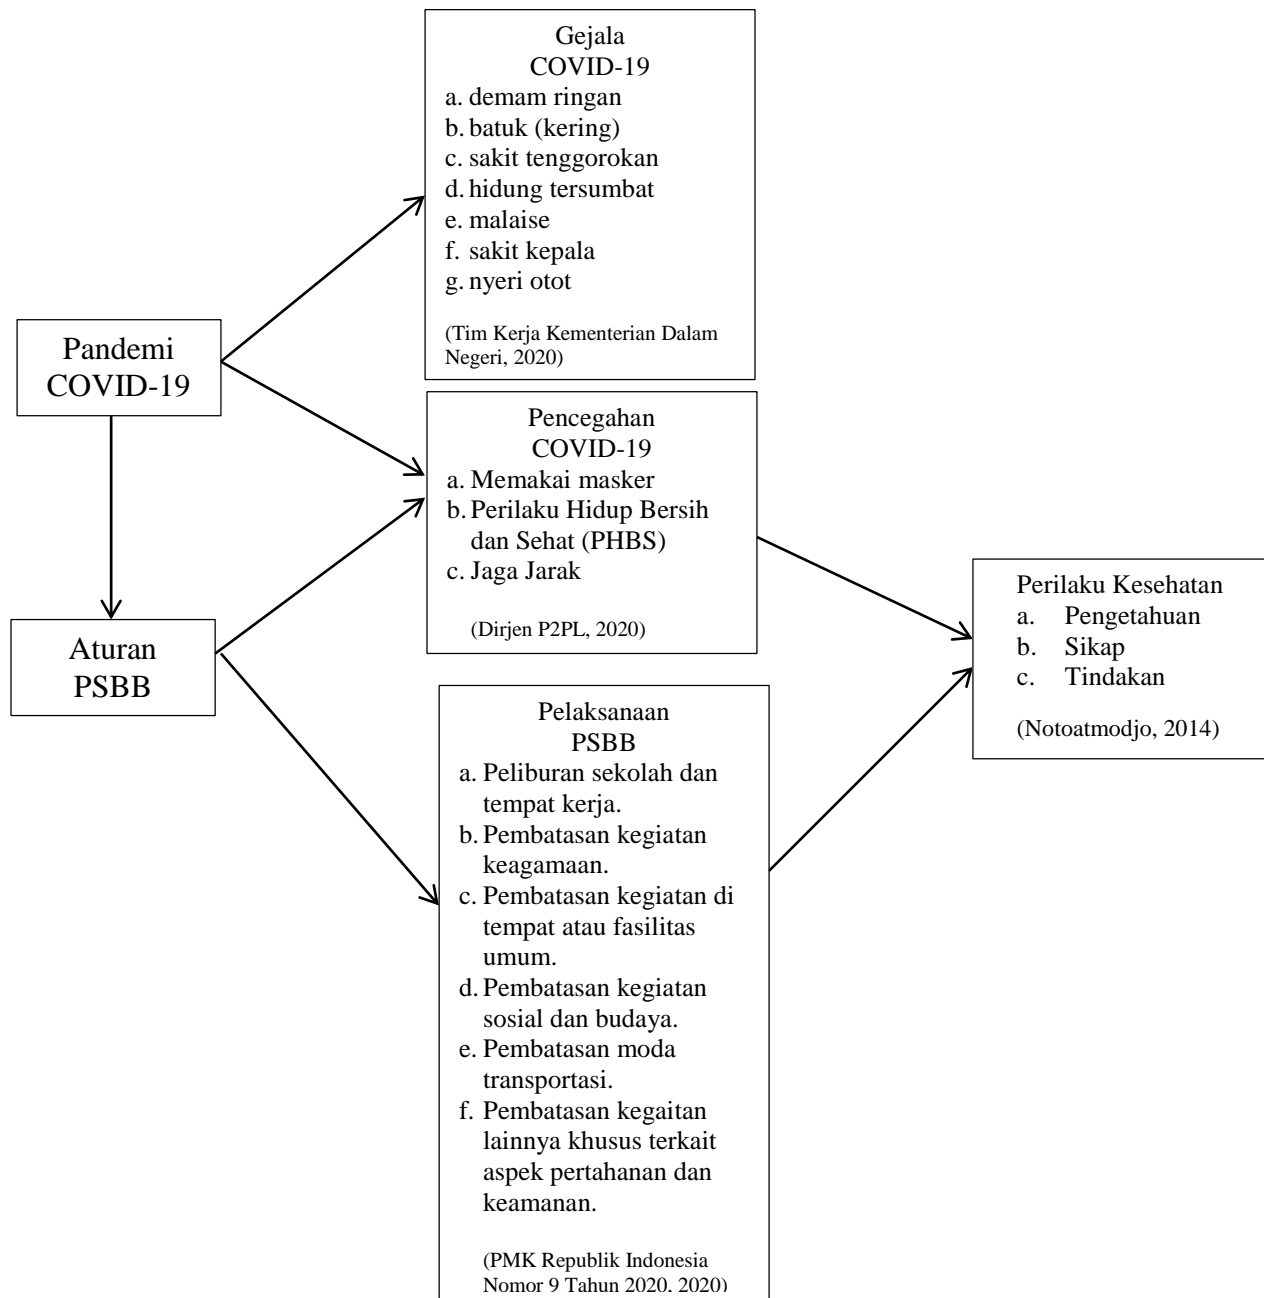 Gejala
COVID-19
a. demam ringan
b. batuk (kering)
c. sakit tenggorokan
d. hidung tersumbat
e. malaise
f. sakit kepala
g. nyeri otot
(Tim Kerja Kementerian Dalam
Negeri, 2020)
Pandemi
COVID-19
Pencegahan
COVID-19
a. Memakai masker
b. Perilaku Hidup Bersih
dan Sehat (PHBS)
c. Jaga Jarak
(Dirjen P2PL, 2020)
Aturan
PSBB
Perilaku Kesehatan
a. Pengetahuan
b. Sikap
c. Tindakan
(Notoatmodjo, 2014)
Pelaksanaan
PSBB
a. Peliburan sekolah dan
tempat kerja.
b. Pembatasan kegiatan
keagamaan.
c. Pembatasan kegiatan di
tempat atau fasilitas
umum.
d. Pembatasan kegiatan
sosial dan budaya.
e. Pembatasan moda
transportasi.
f. Pembatasan kegaitan
lainnya khusus terkait
aspek pertahanan dan
keamanan.
(PMK Republik Indonesia
Nomor 9 Tahun 2020, 2020)